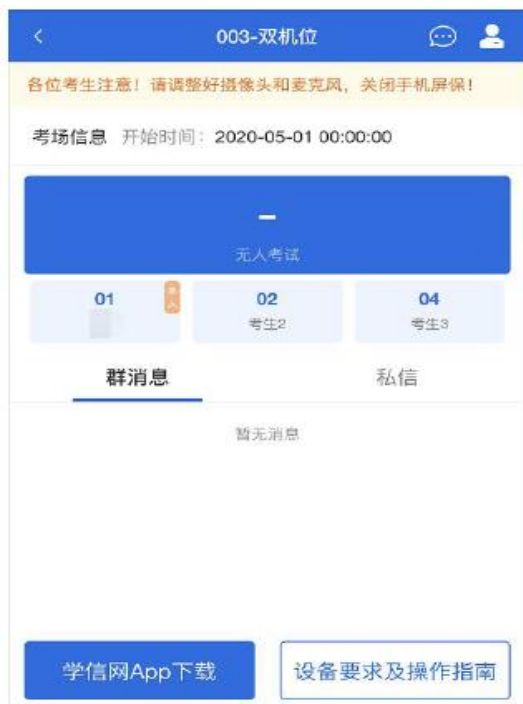 003-双机位
各位考生注意！请调整好摄像头和麦克风，关闭手机屏保！
考场信息 开始时间：2020-05-01 00:00:00
–
无人考试
01 本人 02 04
考生2 考生3
群消息 私信
暂无消息
学信网App下载 设备要求及操作指南